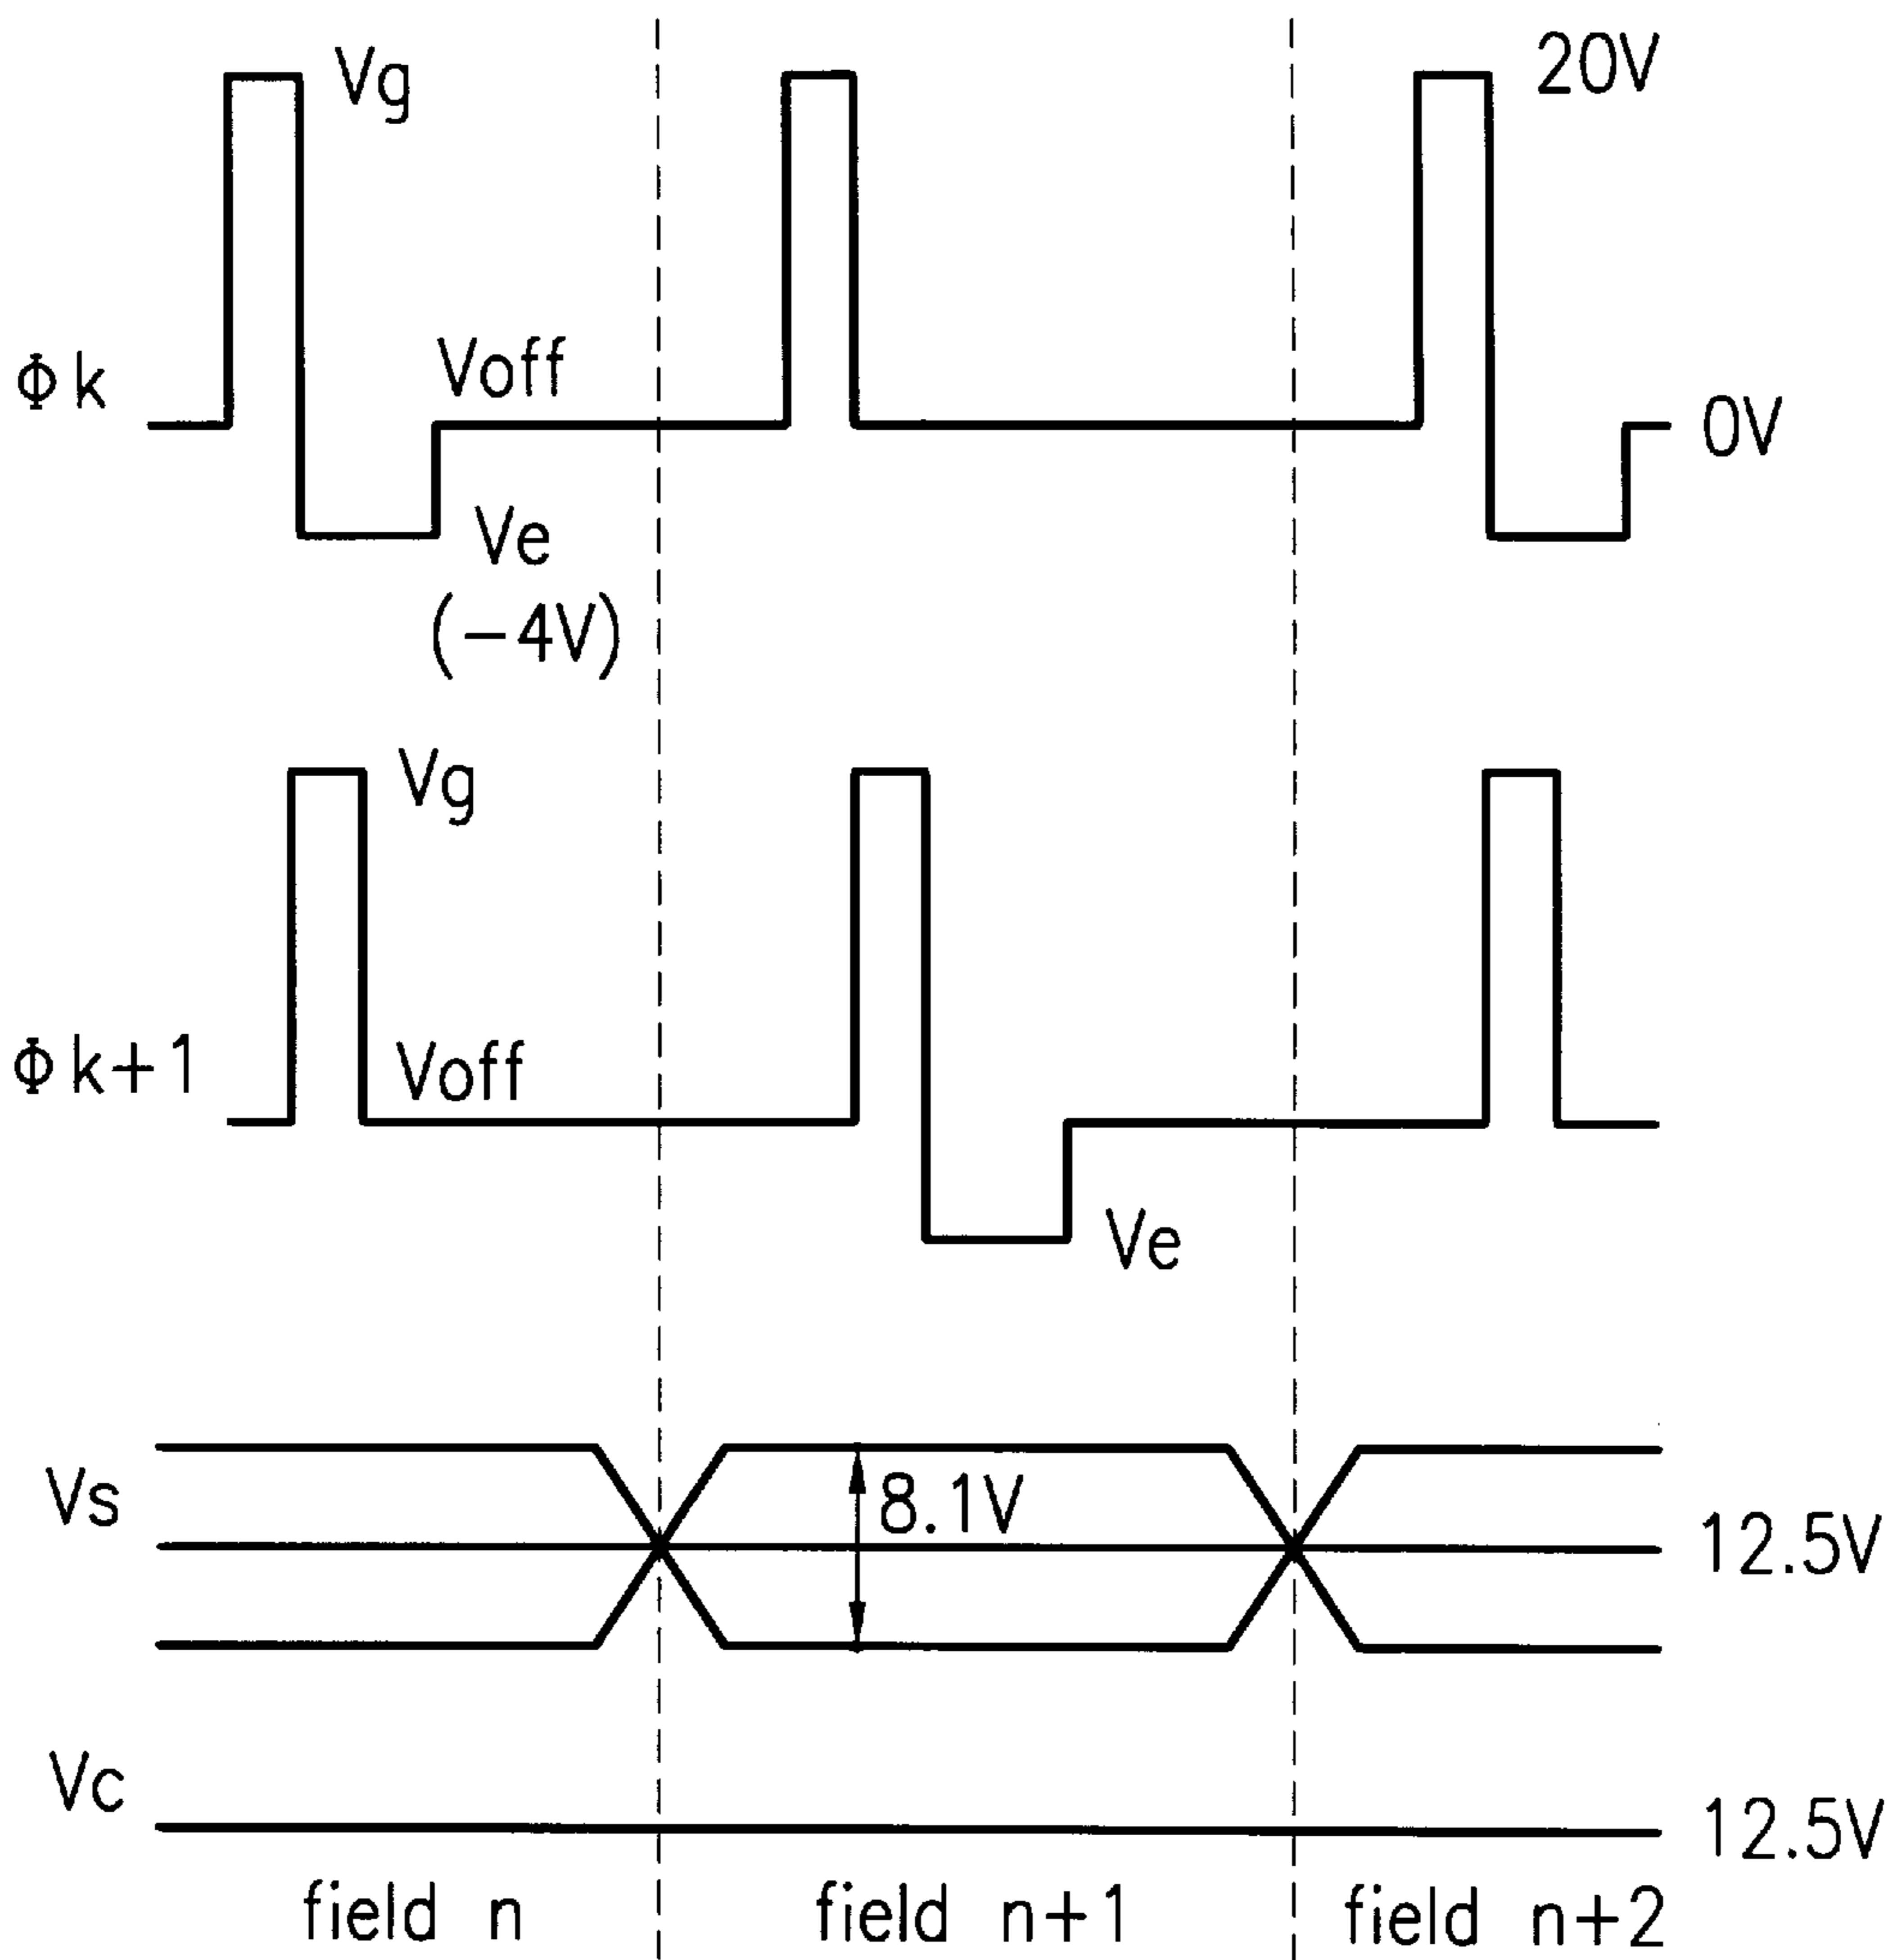 Vg
20V
Φk
Voff
0V
Ve
(-4V)
Vg
Φk+1
Voff
Ve
Vs
8.1V
12.5V
Vc
12.5V
field n
field n+1
field n+2